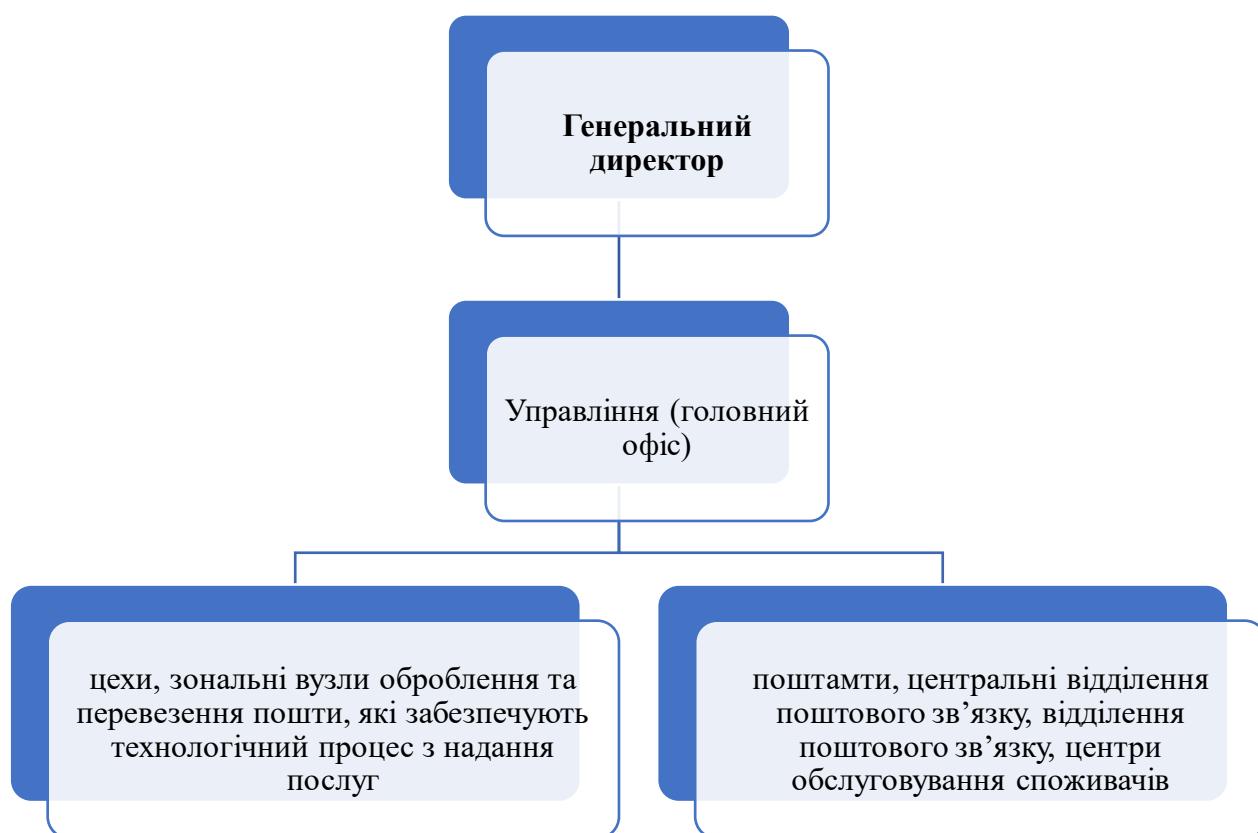 Генеральний
директор
Управління (головний
офіс)
цехи, зональні вузли оброблення та
перевезення пошти, які забезпечують
технологічний процес з надання
послуг
поштамти, центральні відділення
поштового зв’язку, відділення
поштового зв’язку, центри
обслуговування споживачів